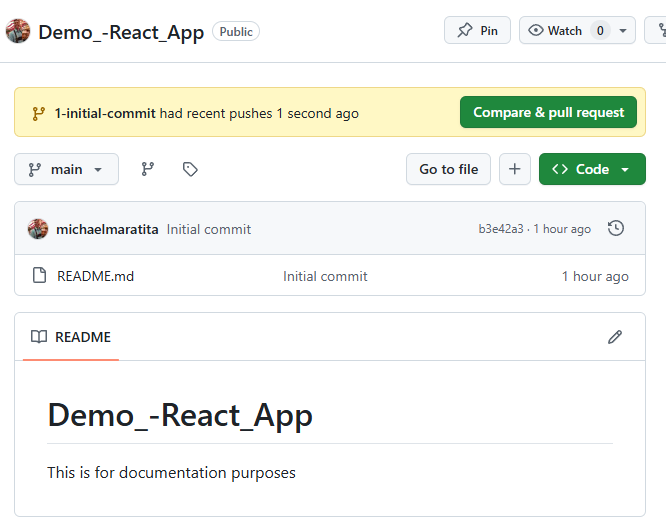 Demo_-React_App Public Pin Watch 0
1-initial-commit had recent pushes 1 second ago Compare & pull request
main Go to file Code
michaelmaratita Initial commit b3e42a3 · 1 hour ago
README.md Initial commit 1 hour ago
README
Demo_-React_App
This is for documentation purposes